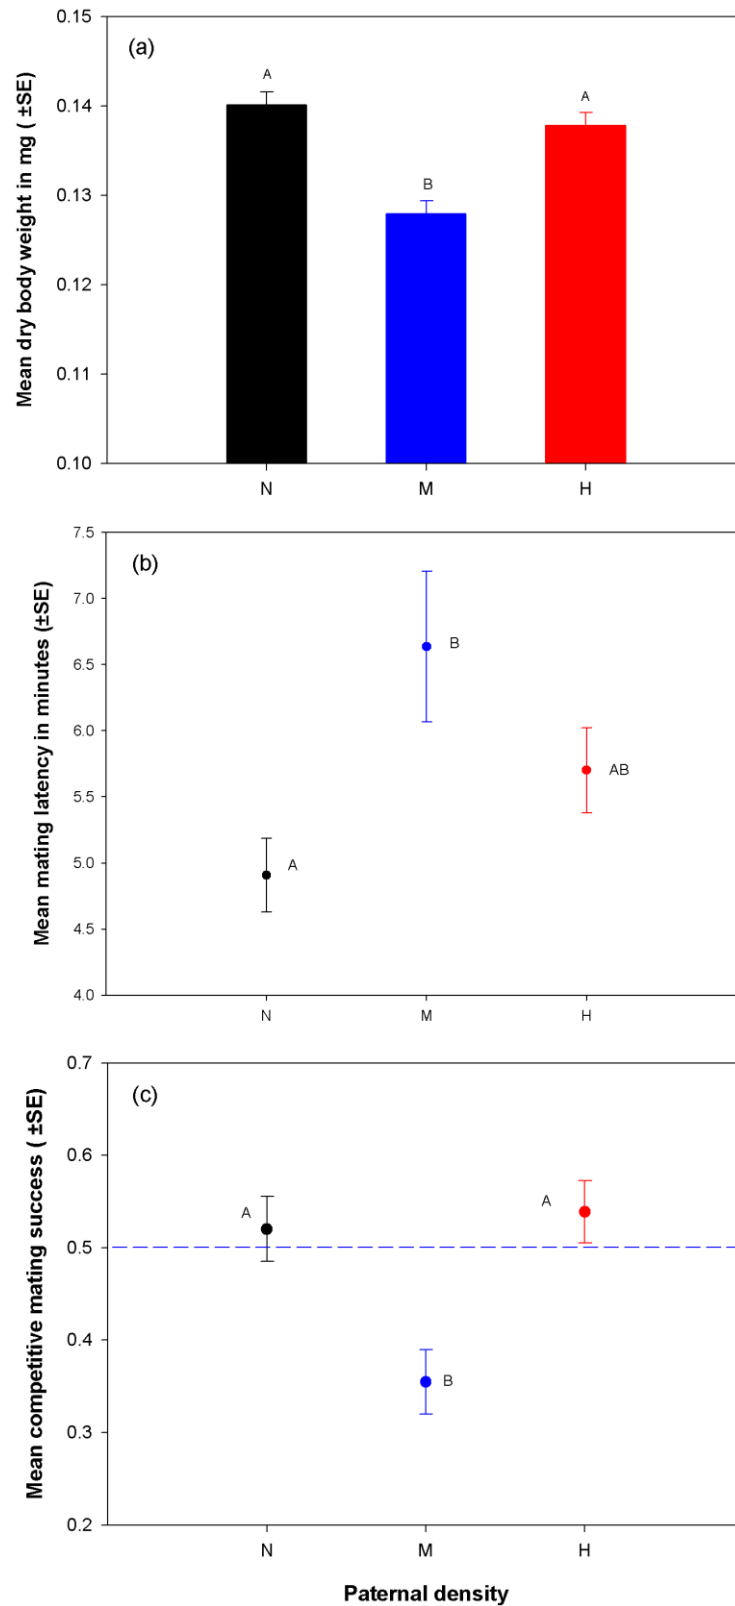 (a)
Mean dry body weight in mg ( ±SE)
0.15
0.14
0.13
0.12
0.11
0.10
A
B
A
N
M
H
(b)
Mean mating latency in minutes (±SE)
7.5
7.0
6.5
6.0
5.5
5.0
4.5
4.0
A
B
AB
N
M
H
(c)
Mean competitive mating success ( ±SE)
0.7
0.6
0.5
0.4
0.3
0.2
A
B
A
N
M
H
Paternal density